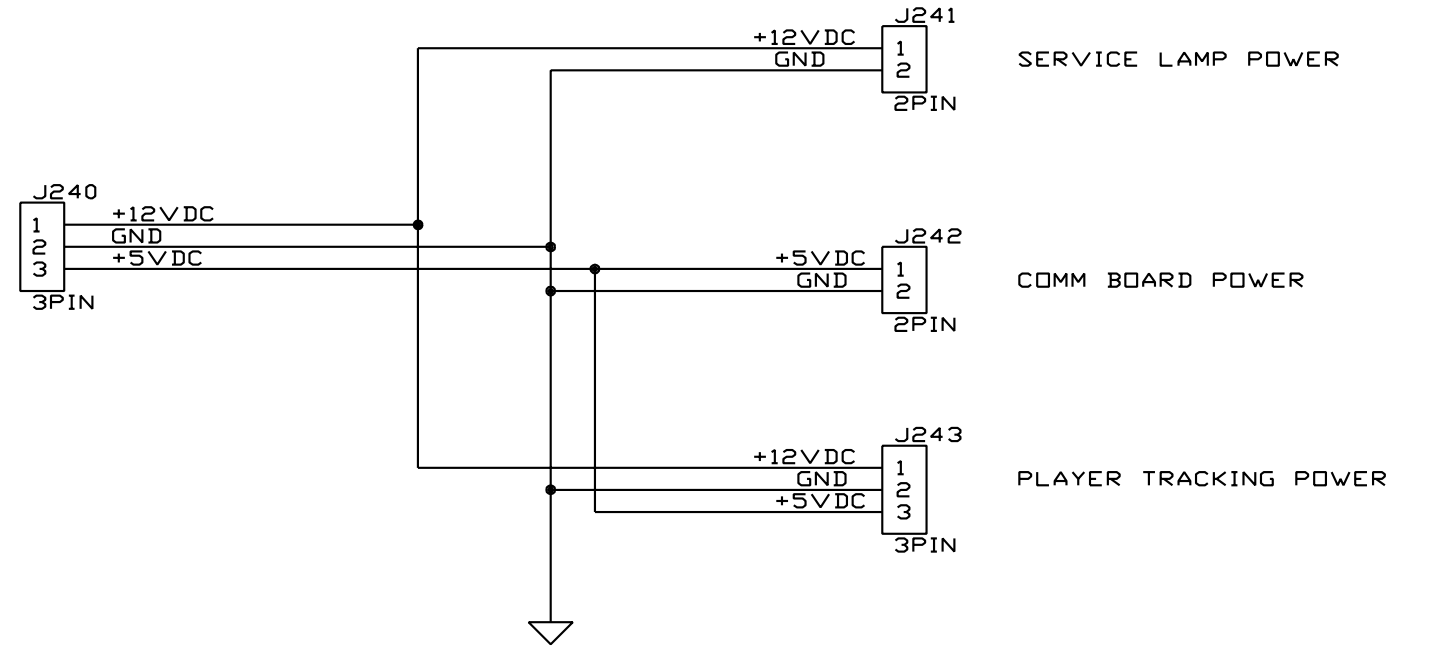 J241
+12VDC
GND
1
2
2PIN
SERVICE LAMP POWER
J240
1
2
3
+12VDC
GND
+5VDC
3PIN
J242
+5VDC
GND
1
2
2PIN
COMM BOARD POWER
J243
+12VDC
GND
+5VDC
1
2
3
3PIN
PLAYER TRACKING POWER